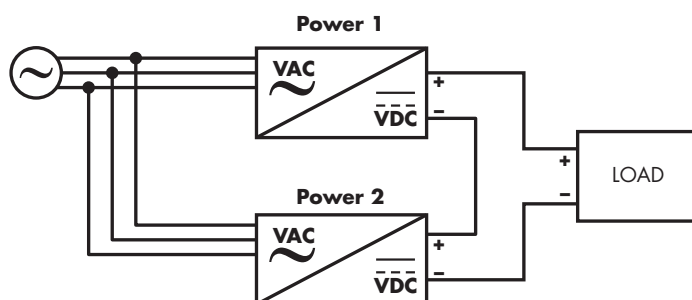 Power 1
VAC
+
VDC
–
+
LOAD
–
Power 2
VAC
+
VDC
–